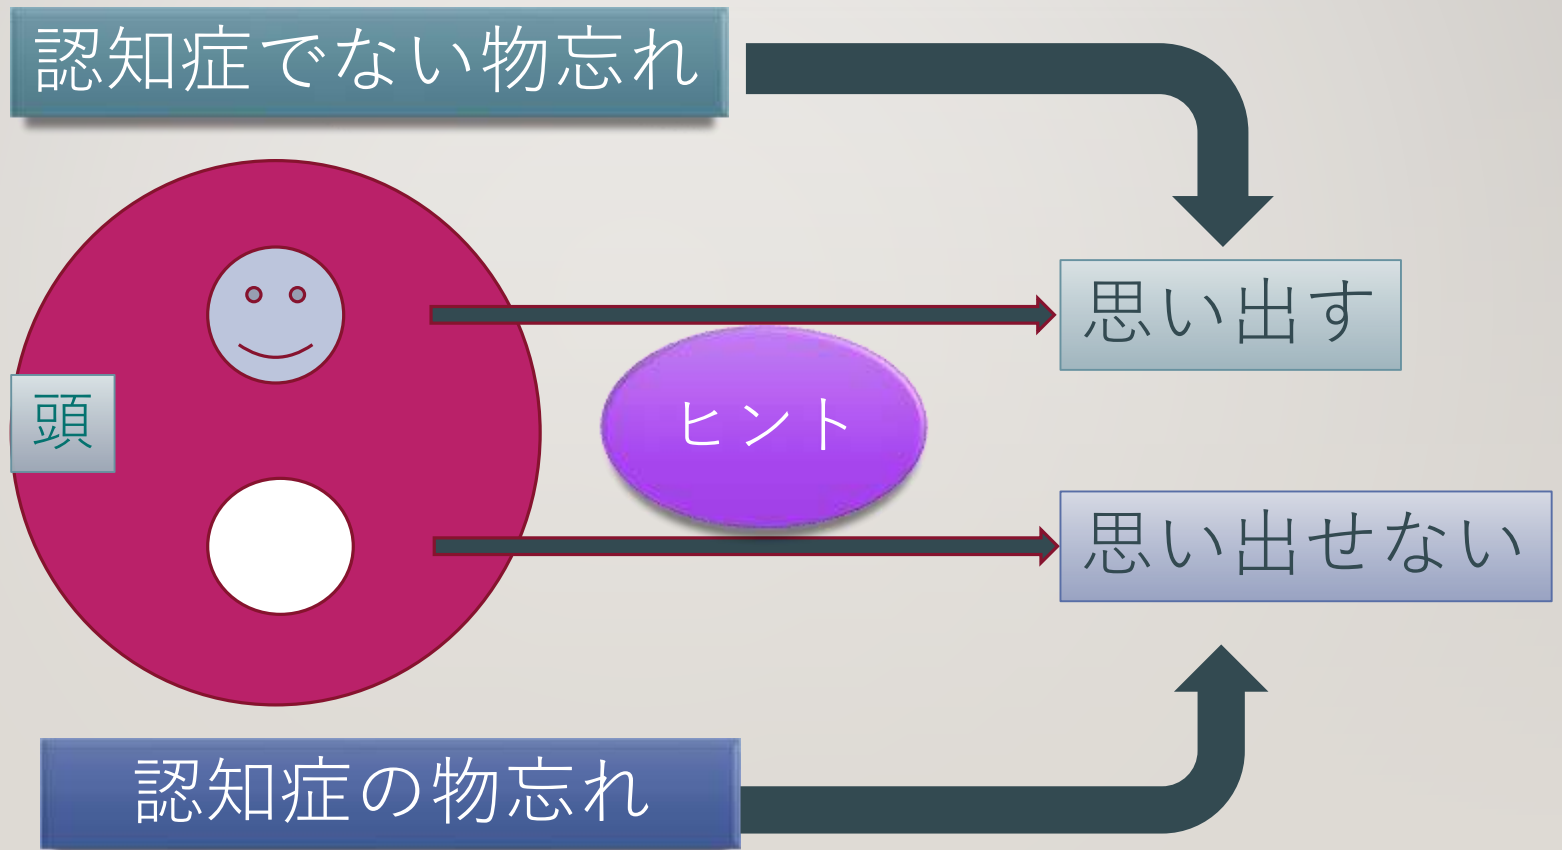 認知症でない物忘れ
思い出す
頭
ヒント
思い出せない
認知症の物忘れ